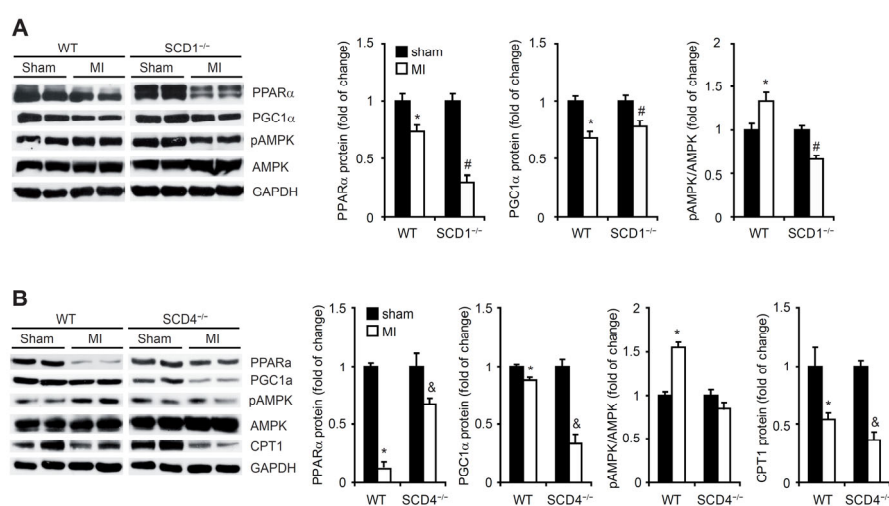 A
WT SCD1⁻/⁻
Sham MI Sham MI
PPARα
PGC1α
pAMPK
AMPK
GAPDH
PPARα protein (fold of change)
1.5
1
0.5
0
sham
MI
*
#
WT SCD1⁻/⁻
PGC1α protein (fold of change)
1.5
1
0.5
0
*
#
WT SCD1⁻/⁻
pAMPK/AMPK (fold of change)
2
1.5
1
0.5
0
*
#
WT SCD1⁻/⁻
B
WT SCD4⁻/⁻
Sham MI Sham MI
PPARa
PGC1a
pAMPK
AMPK
CPT1
GAPDH
PPARα protein (fold of change)
1.5
1
0.5
0
sham
MI
*
&
WT SCD4⁻/⁻
PGC1α protein (fold of change)
1.5
1
0.5
0
*
&
WT SCD4⁻/⁻
pAMPK/AMPK (fold of change)
2
1.5
1
0.5
0
*
WT SCD4⁻/⁻
CPT1 protein (fold of change)
1.5
1
0.5
0
*
&
WT SCD4⁻/⁻